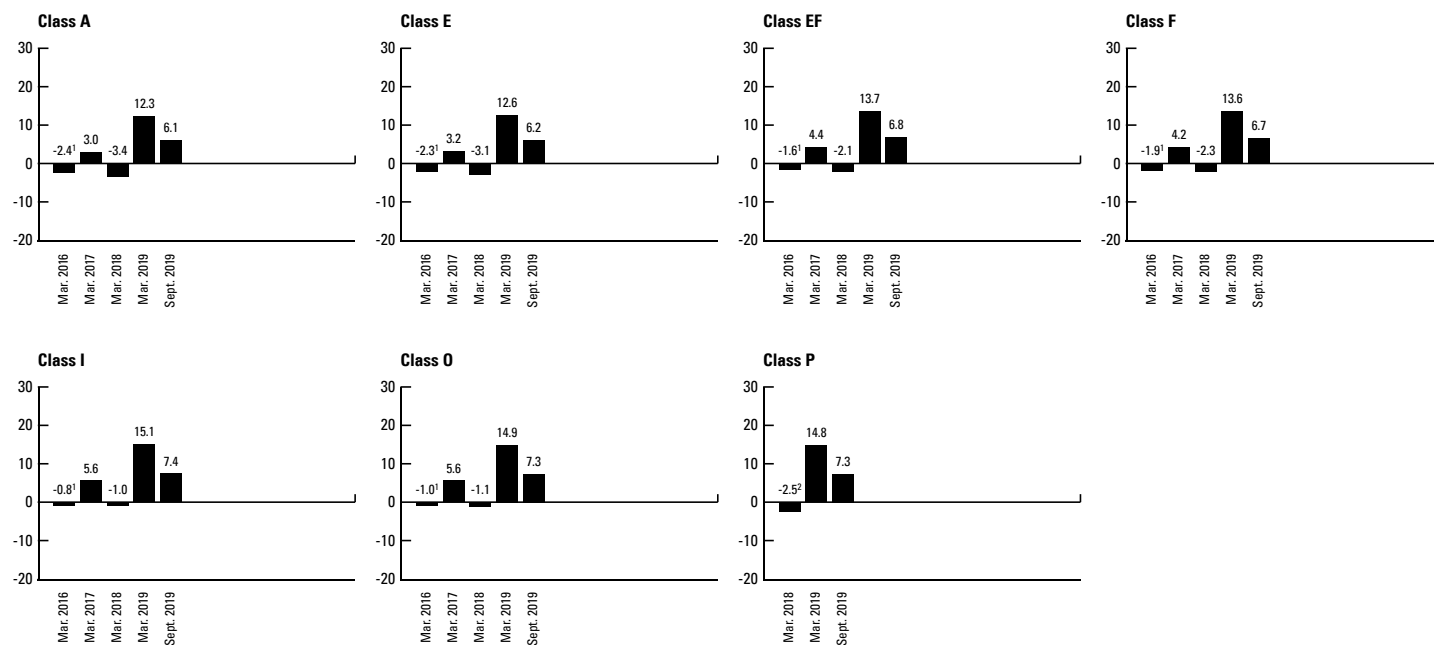 Class A
30
20
10
0
-10
-20
-2.4¹
3.0
-3.4
12.3
6.1
Mar. 2016
Mar. 2017
Mar. 2018
Mar. 2019
Sept. 2019
Class E
30
20
10
0
-10
-20
-2.3¹
3.2
-3.1
12.6
6.2
Mar. 2016
Mar. 2017
Mar. 2018
Mar. 2019
Sept. 2019
Class EF
30
20
10
0
-10
-20
-1.6¹
4.4
-2.1
13.7
6.8
Mar. 2016
Mar. 2017
Mar. 2018
Mar. 2019
Sept. 2019
Class F
30
20
10
0
-10
-20
-1.9¹
4.2
-2.3
13.6
6.7
Mar. 2016
Mar. 2017
Mar. 2018
Mar. 2019
Sept. 2019
Class I
30
20
10
0
-10
-20
-0.8¹
5.6
-1.0
15.1
7.4
Mar. 2016
Mar. 2017
Mar. 2018
Mar. 2019
Sept. 2019
Class O
30
20
10
0
-10
-20
-1.0¹
5.6
-1.1
14.9
7.3
Mar. 2016
Mar. 2017
Mar. 2018
Mar. 2019
Sept. 2019
Class P
30
20
10
0
-10
-20
-2.5²
14.8
7.3
Mar. 2018
Mar. 2019
Sept. 2019